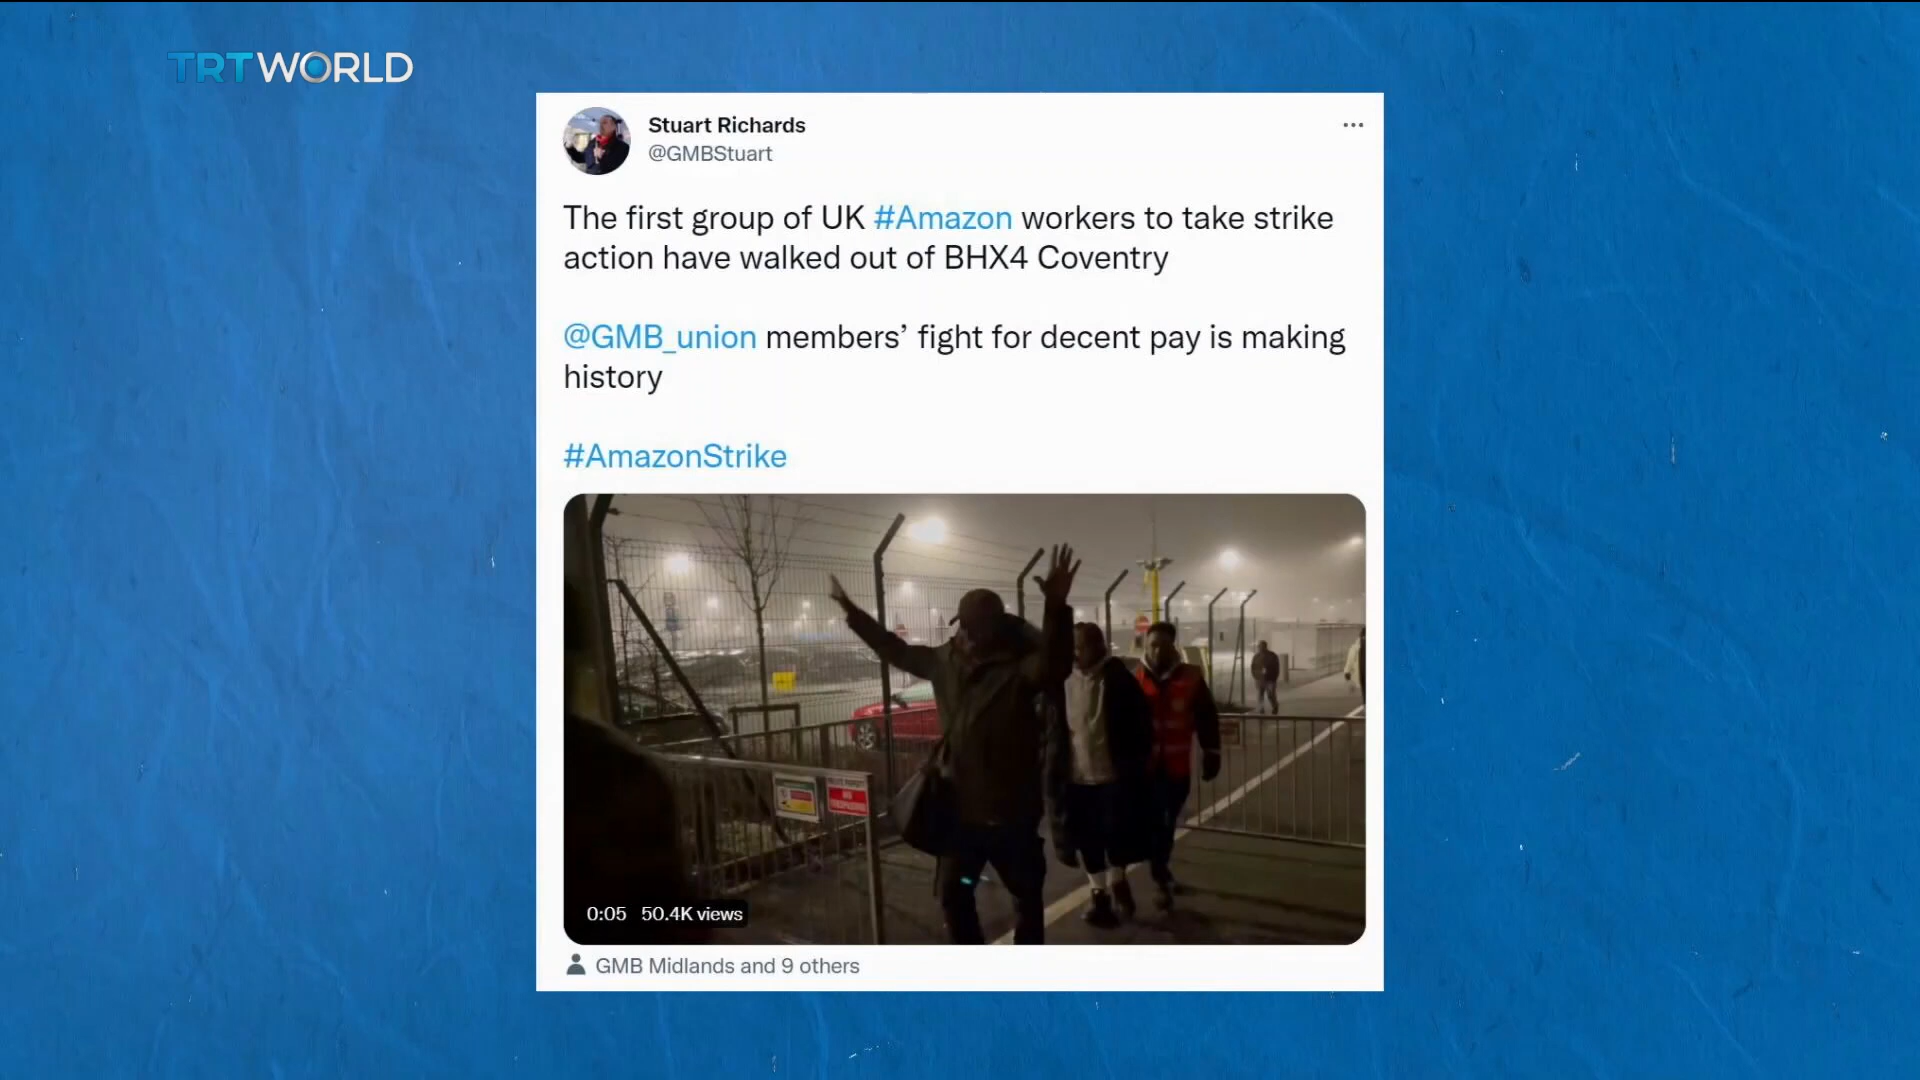 TRT WORLD
Stuart Richards
@GMBStuart
The first group of UK #Amazon workers to take strike
action have walked out of BHX4 Coventry
@GMB_union members’ fight for decent pay is making
history
#AmazonStrike
0:05 50.4K views
GMB Midlands and 9 others